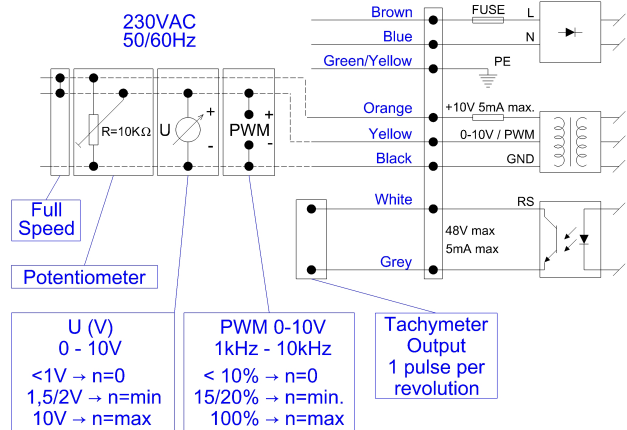 230VAC
50/60Hz
Brown
FUSE
L
Blue
N
Green/Yellow
PE
Orange
+10V 5mA max.
Yellow
0-10V / PWM
Black
GND
R=10KΩ
U
+
-
PWM
+
-
White
RS
48V max
5mA max
Grey
Full
Speed
Potentiometer
U (V)
0 - 10V
<1V → n=0
1,5/2V → n=min
10V → n=max
PWM 0-10V
1kHz - 10kHz
< 10% → n=0
15/20% → n=min.
100% → n=max
Tachymeter
Output
1 pulse per
revolution